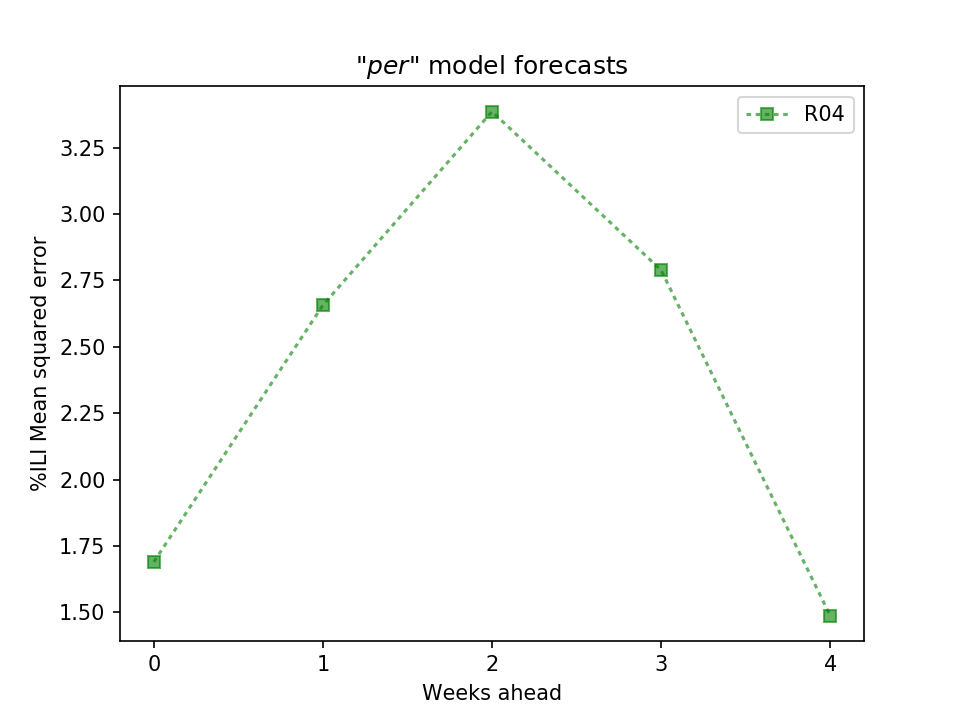 "per" model forecasts
R04
%ILI Mean squared error
3.25
3.00
2.75
2.50
2.25
2.00
1.75
1.50
0 1 2 3 4
Weeks ahead